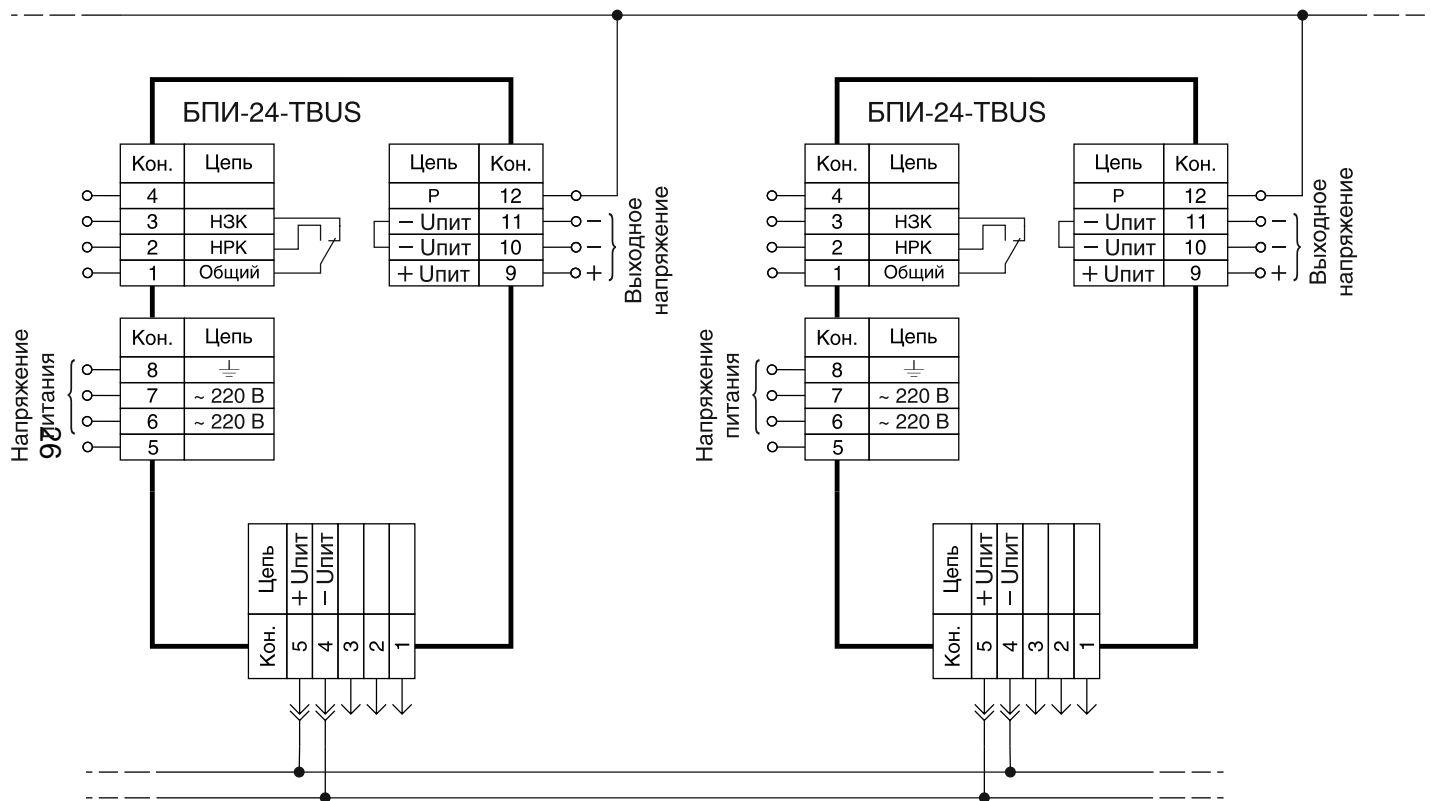 БПИ-24-TBUS
Кон. Цепь
4
3 НЗК
2 НРК
1 Общий
Цепь Кон.
P 12
– Uпит 11 –
– Uпит 10 –
+ Uпит 9 +
Выходное
напряжение
Напряжение
питания
26
Кон. Цепь
8
7 ~ 220 В
6 ~ 220 В
5
Цепь + Uпит – Uпит
Кон. 5 4 3 2 1
БПИ-24-TBUS
Кон. Цепь
4
3 НЗК
2 НРК
1 Общий
Цепь Кон.
P 12
– Uпит 11 –
– Uпит 10 –
+ Uпит 9 +
Выходное
напряжение
Напряжение
питания
Кон. Цепь
8
7 ~ 220 В
6 ~ 220 В
5
Цепь + Uпит – Uпит
Кон. 5 4 3 2 1